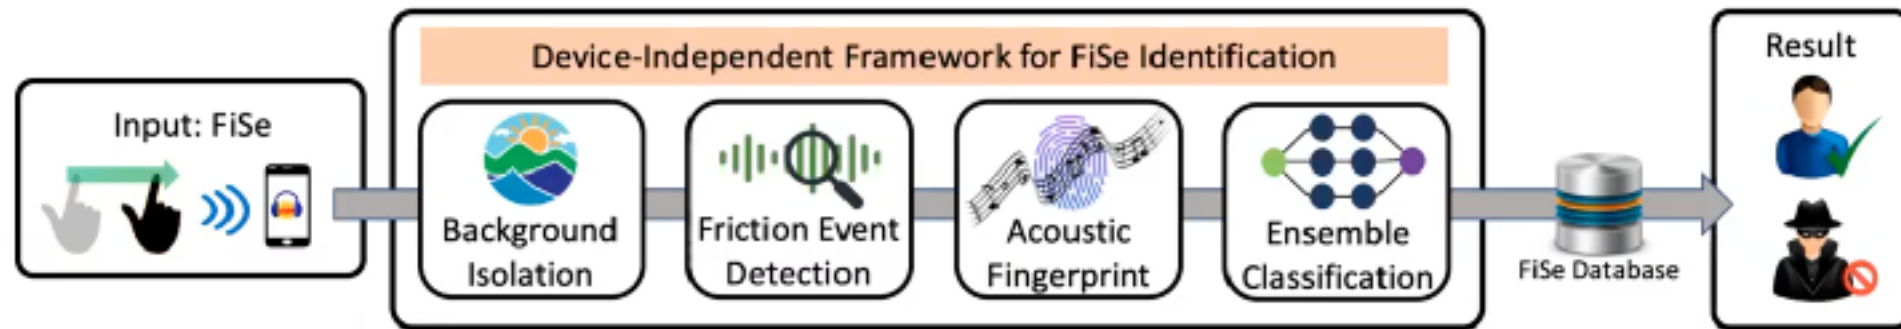 Input: FiSe
Device-Independent Framework for FiSe Identification
Background
Isolation
Friction Event
Detection
Acoustic
Fingerprint
Ensemble
Classification
FiSe Database
Result